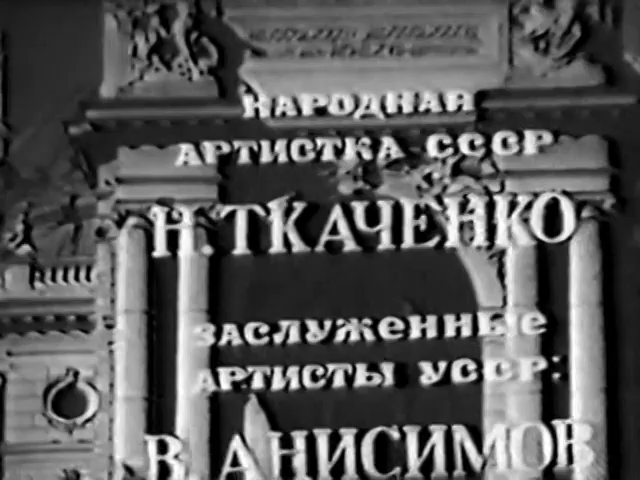 НАРОДНАЯ
АРТИСТКА СССР
Н. ТКАЧЕНКО
ЗАСЛУЖЕННЫЕ
АРТИСТЫ УССР:
В. АНИСИМОВ